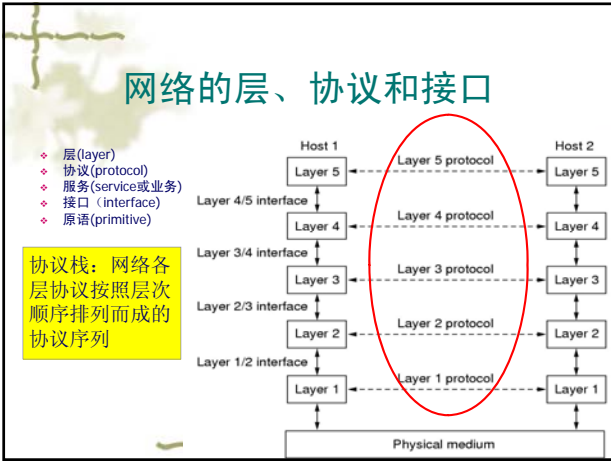 网络的层、协议和接口
层(layer)
协议(protocol)
服务(service或业务)
接口（interface)
原语(primitive)
协议栈：网络各
层协议按照层次
顺序排列而成的
协议序列
Host 1
Host 2
Layer 5
Layer 5 protocol
Layer 5
Layer 4/5 interface
Layer 4
Layer 4 protocol
Layer 4
Layer 3/4 interface
Layer 3
Layer 3 protocol
Layer 3
Layer 2/3 interface
Layer 2
Layer 2 protocol
Layer 2
Layer 1/2 interface
Layer 1
Layer 1 protocol
Layer 1
Physical medium